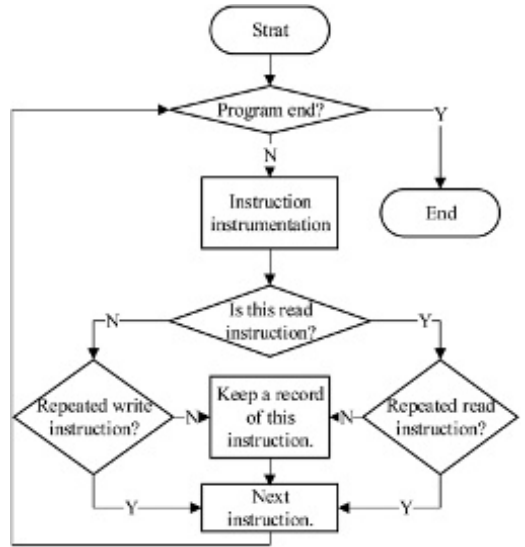 Strat
Program end?
Y
N
Instruction
instrumentation
End
Is this read
instruction?
N
Y
Repeated write
instruction?
N
Keep a record
of this
instruction.
N
Repeated read
instruction?
Y
Next
instruction.
Y